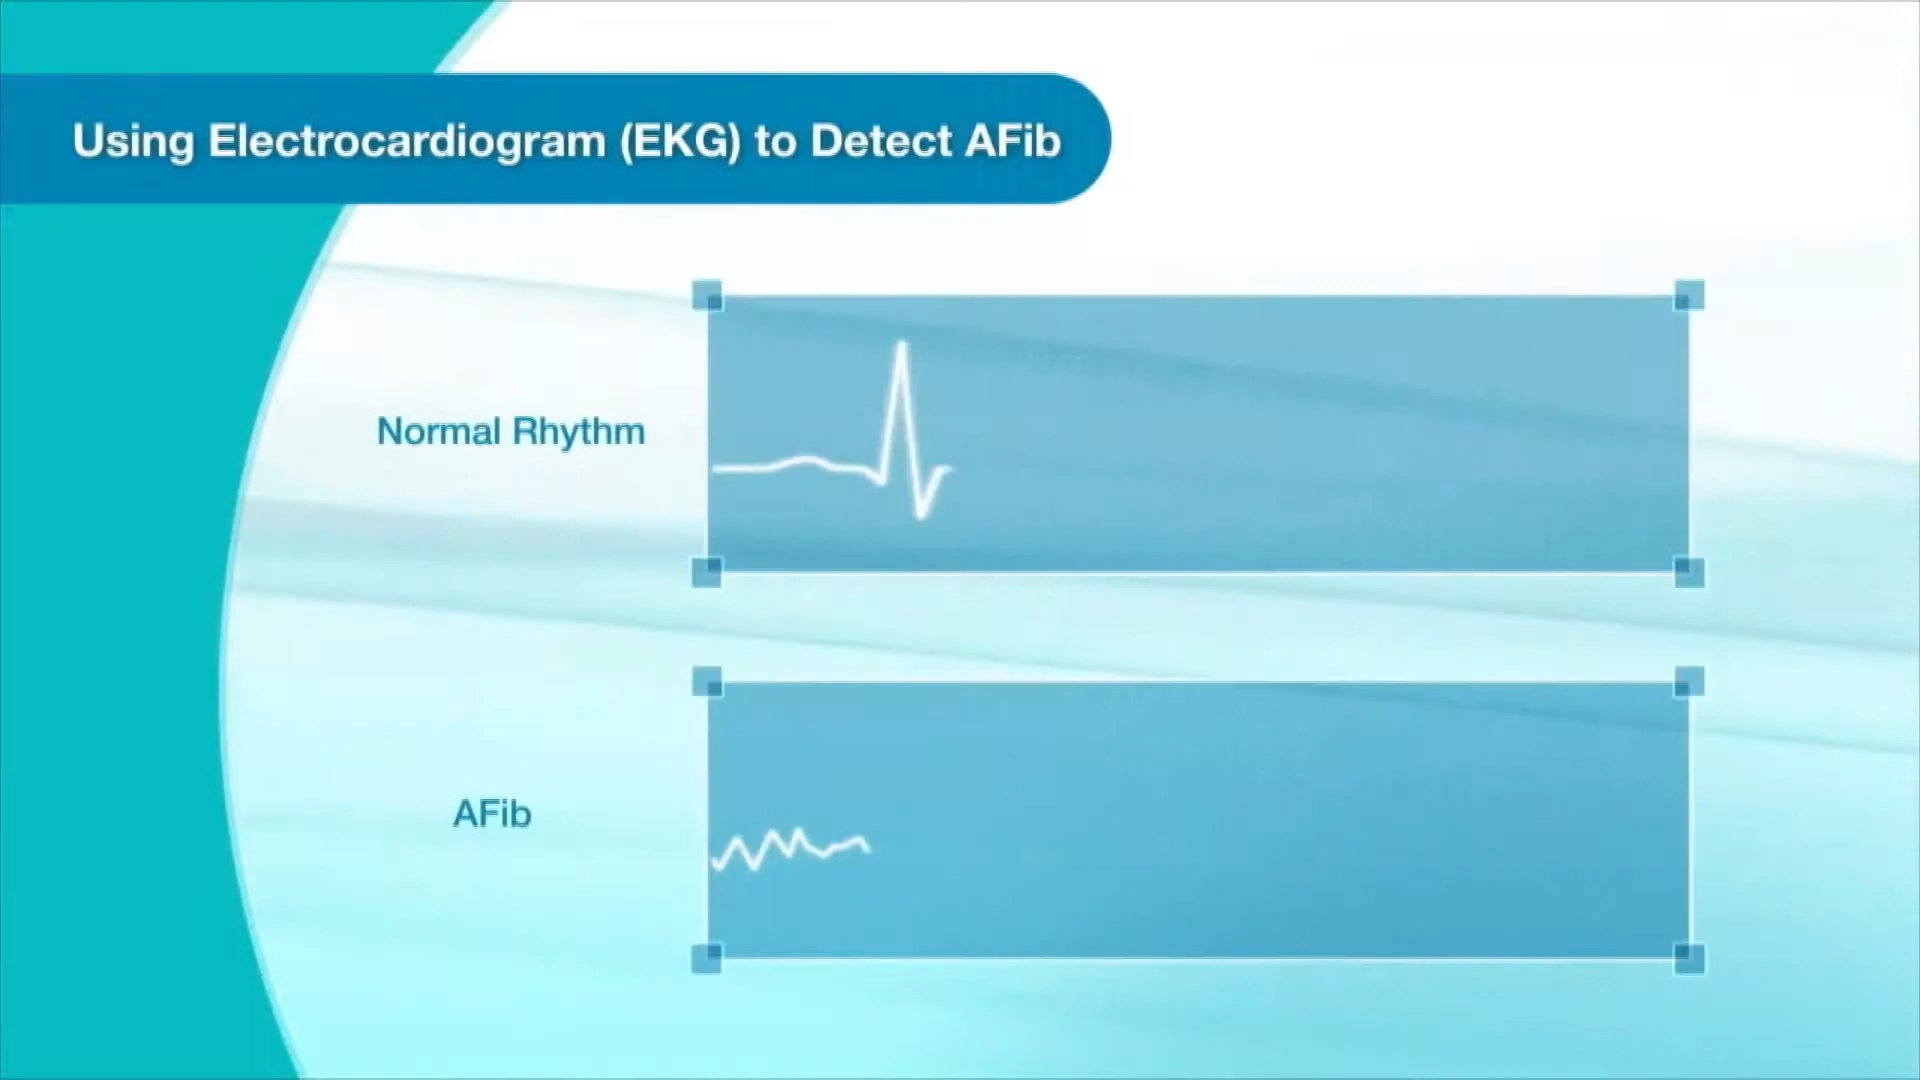 Using Electrocardiogram (EKG) to Detect AFib
Normal Rhythm
AFib